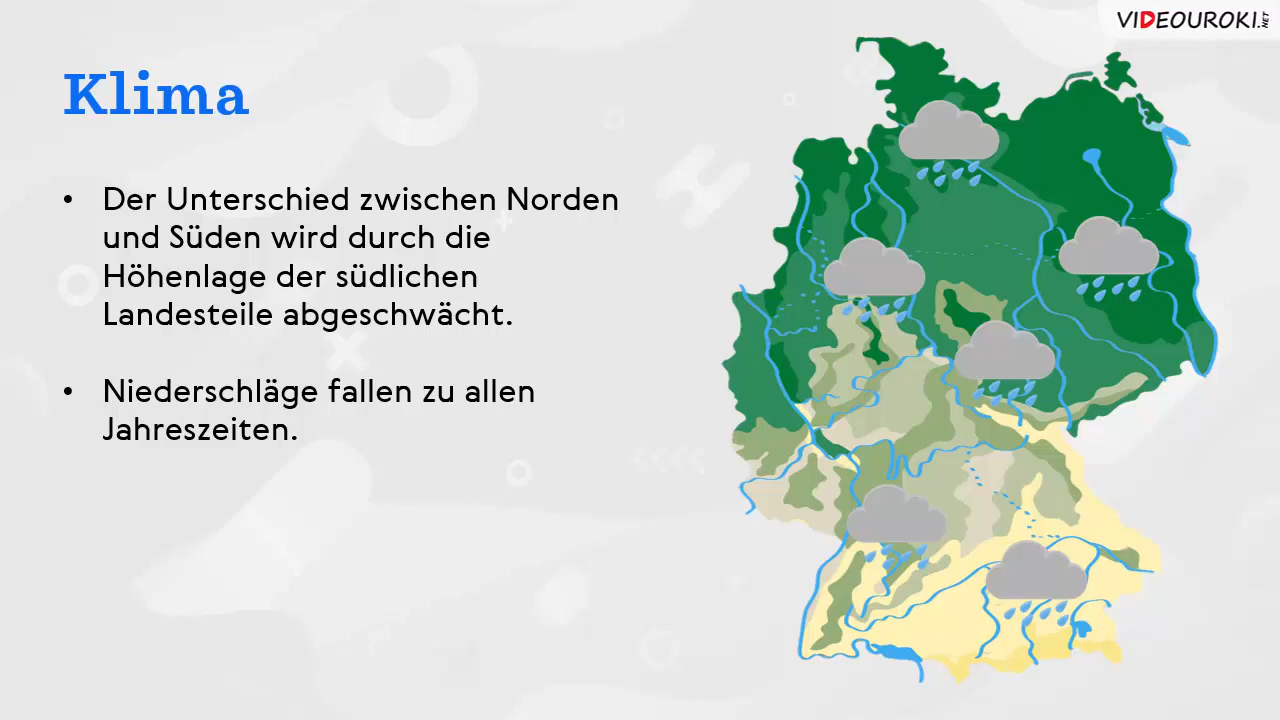 VIDEOUROKI.NET
Klima
• Der Unterschied zwischen Norden
und Süden wird durch die
Höhenlage der südlichen
Landesteile abgeschwächt.
• Niederschläge fallen zu allen
Jahreszeiten.